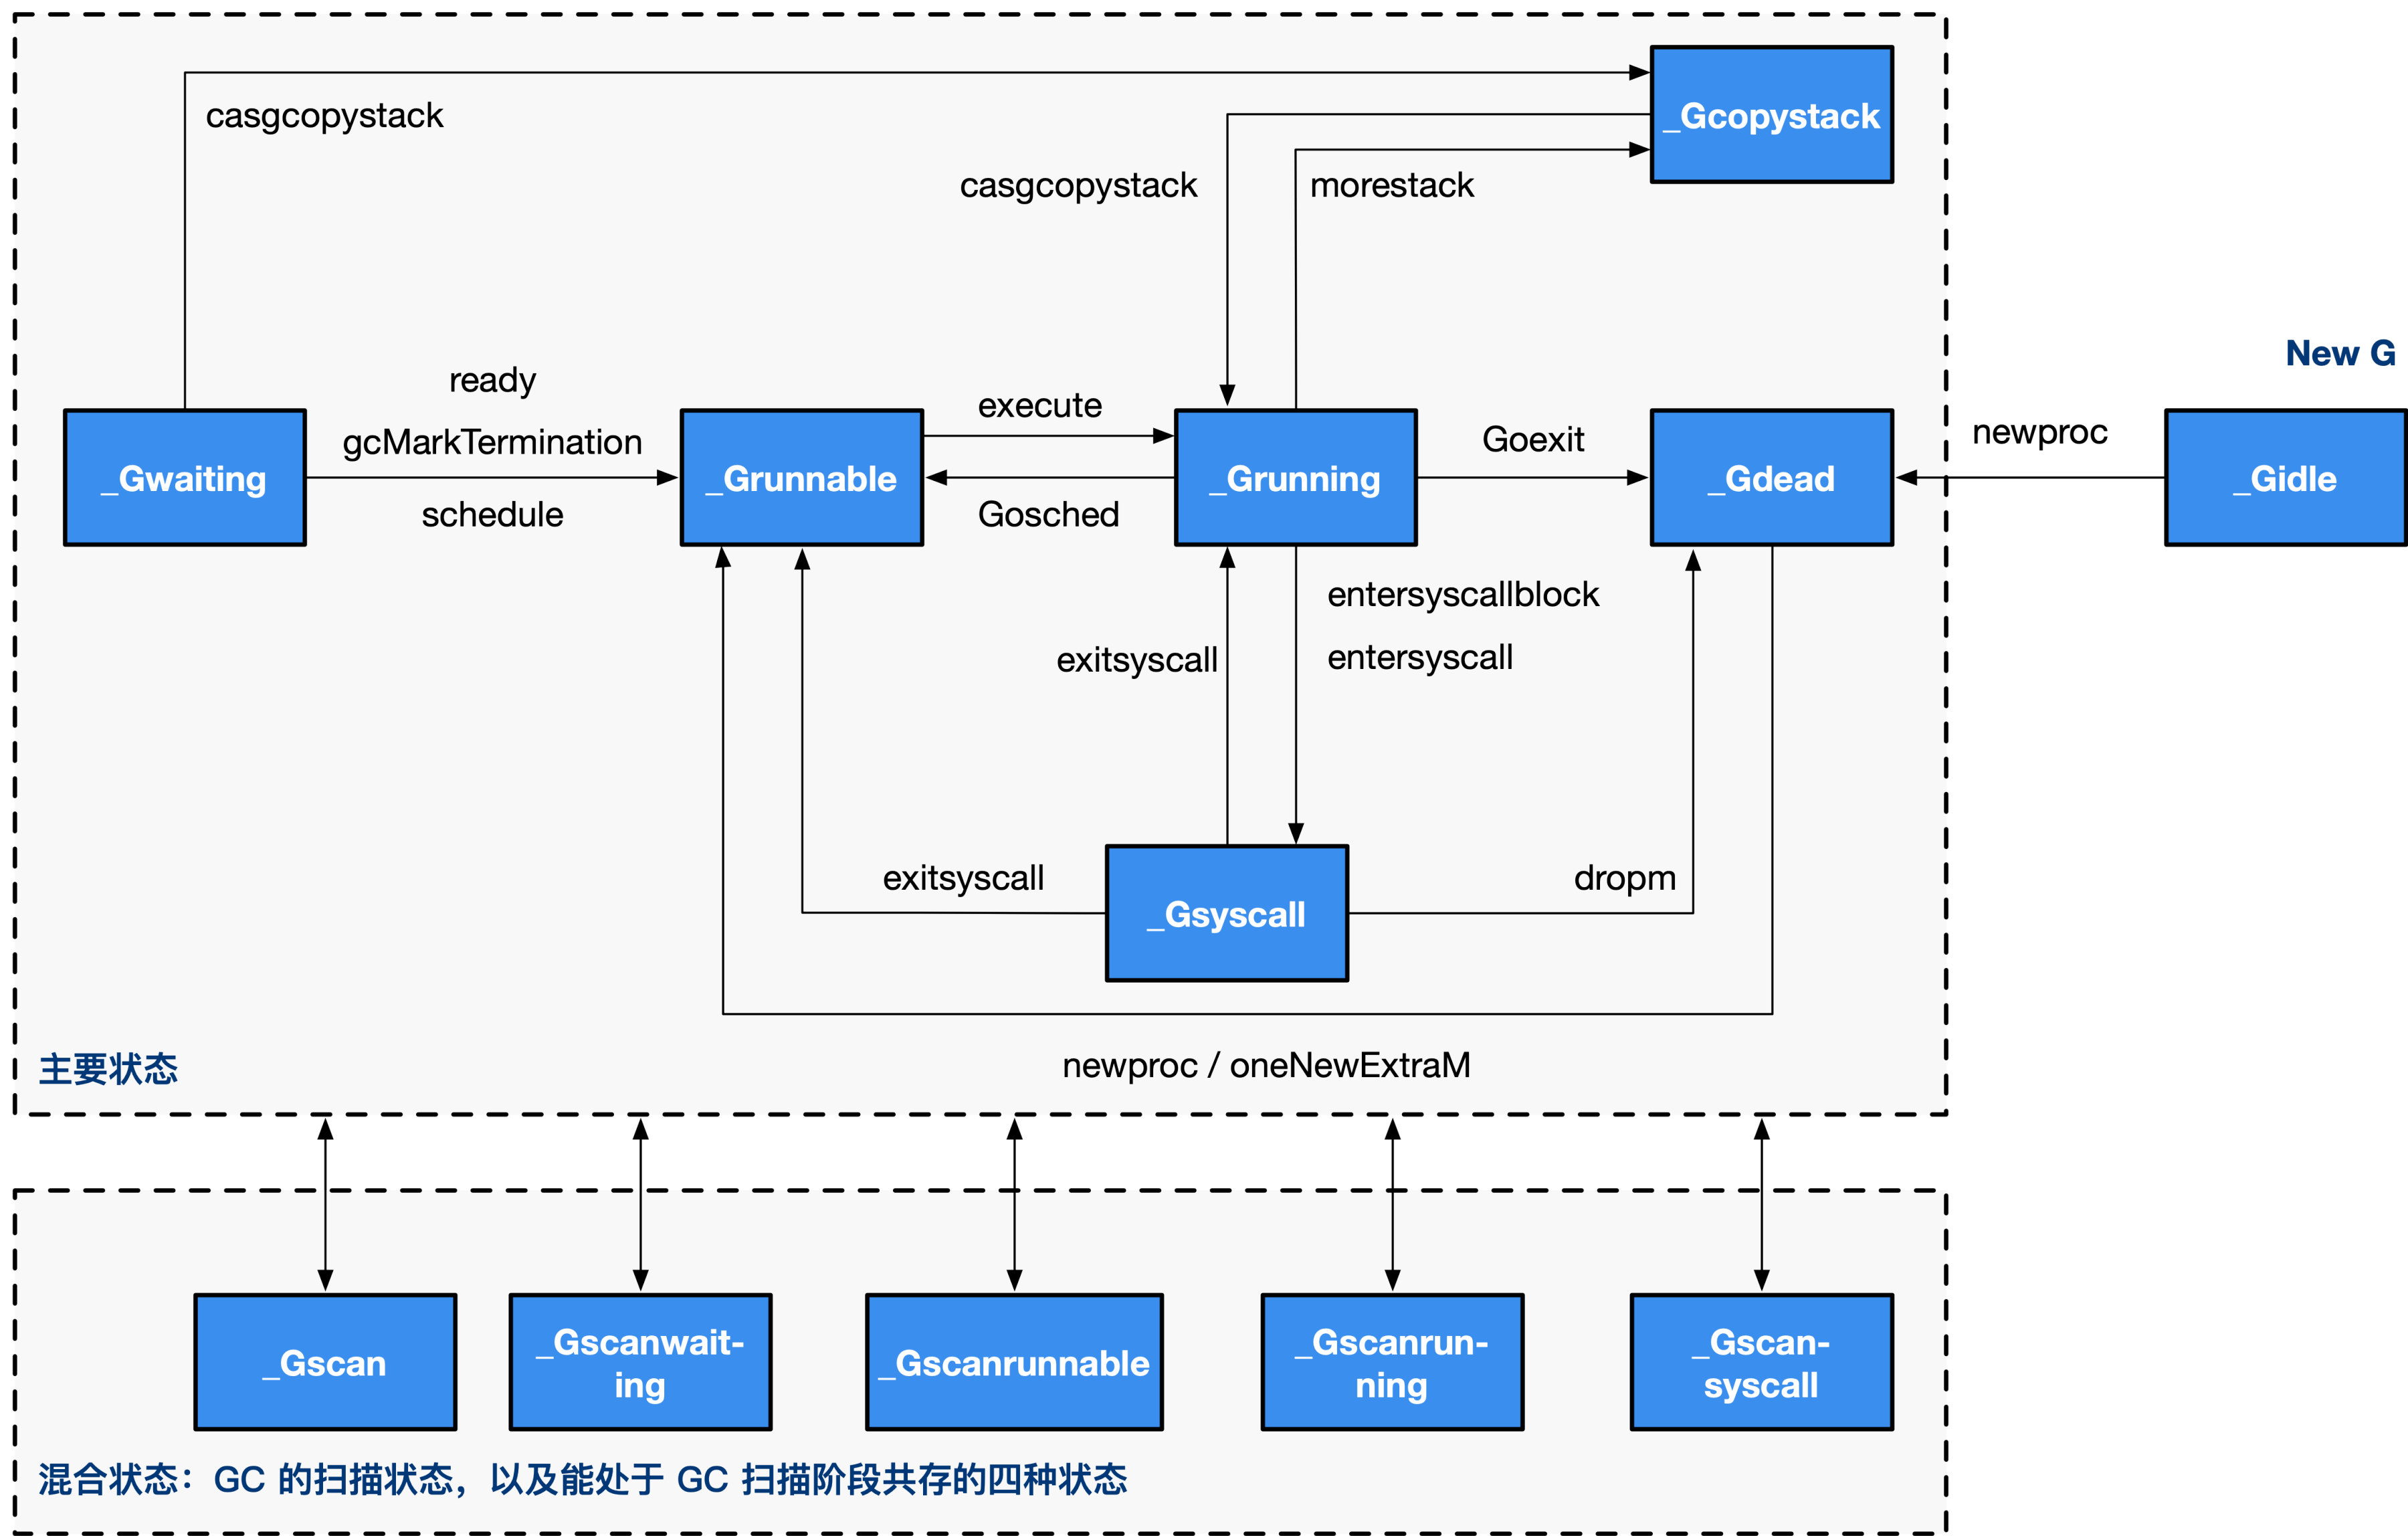 _Gcopystack
casgcopystack
casgcopystack
morestack
New G
ready
execute
newproc
gcMarkTermination
Goexit
_Gwaiting
_Grunnable
_Grunning
_Gdead
_Gidle
schedule
Gosched
entersyscallblock
exitsyscall
entersyscall
exitsyscall
dropm
_Gsyscall
主要状态
newproc / oneNewExtraM
_Gscan
_Gscanwait-
ing
_Gscanrunnable
_Gscanrun-
ning
_Gscan-
syscall
混合状态：GC 的扫描状态，以及能处于 GC 扫描阶段共存的四种状态